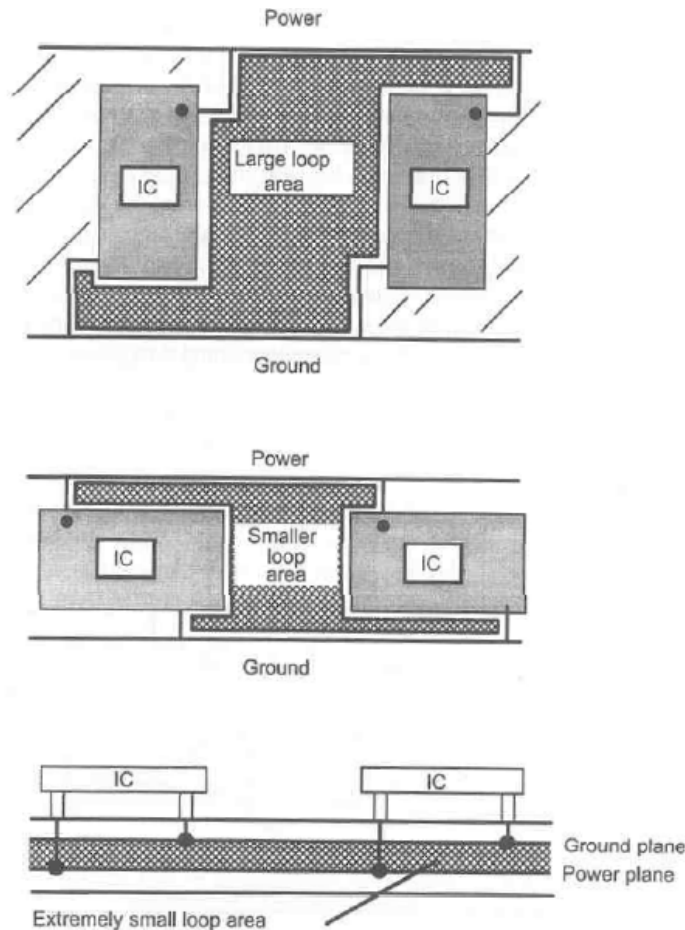 Power
IC
Large loop
area
IC
Ground
Power
IC
Smaller
loop
area
IC
Ground
IC
IC
Ground plane
Power plane
Extremely small loop area